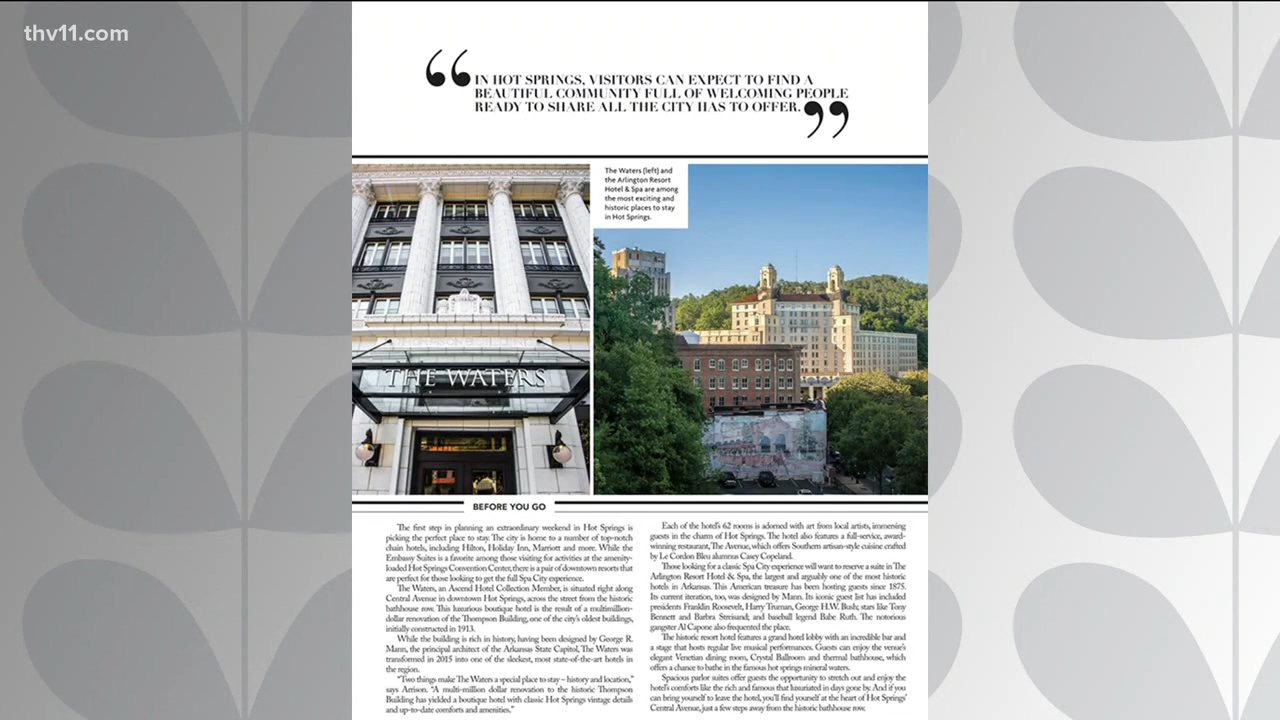 thv11.com
“IN HOT SPRINGS, VISITORS CAN EXPECT TO FIND A
BEAUTIFUL COMMUNITY FULL OF WELCOMING PEOPLE
READY TO SHARE ALL THE CITY HAS TO OFFER.”
The Waters (left) and
the Arlington Resort
Hotel & Spa are among
the most exciting and
historic places to stay
in Hot Springs.
THOMPSON BUILDING
THE WATERS
BEFORE YOU GO
The first step in planning an extraordinary weekend in Hot Springs is
picking the perfect place to stay. The city is home to a number of top-notch
chain hotels, including Hilton, Holiday Inn, Marriott and more. While the
Embassy Suites is a favorite among those visiting for activities at the amenity-
loaded Hot Springs Convention Center, there is a pair of downtown resorts that
are perfect for those looking to get the full Spa City experience.
The Waters, an Ascend Hotel Collection Member, is situated right along
Central Avenue in downtown Hot Springs, across the street from the historic
bathhouse row. This luxurious boutique hotel is the result of a multimillion-
dollar renovation of the Thompson Building, one of the city's oldest buildings,
initially constructed in 1913.
While the building is rich in history, having been designed by George R.
Mann, the principal architect of the Arkansas State Capitol, The Waters was
transformed in 2015 into one of the sleekest, most state-of-the-art hotels in
the region.
“Two things make The Waters a special place to stay – history and location,”
says Arrison. “A multi-million dollar renovation to the historic Thompson
Building has yielded a boutique hotel with classic Hot Springs vintage details
and up-to-date comforts and amenities.”
Each of the hotel's 62 rooms is adorned with art from local artists, immersing
guests in the charm of Hot Springs. The hotel also features a full-service, award-
winning restaurant, The Avenue, which offers Southern artisan-style cuisine crafted
by Le Cordon Bleu alumnus Casey Copeland.
Those looking for a classic Spa City experience will want to reserve a suite in The
Arlington Resort Hotel & Spa, the largest and arguably one of the most historic
hotels in Arkansas. This American treasure has been hosting guests since 1875.
Its current iteration, too, was designed by Mann. Its iconic guest list has included
presidents Franklin Roosevelt, Harry Truman, George H.W. Bush; stars like Tony
Bennett and Barbra Streisand; and baseball legend Babe Ruth. The notorious
gangster Al Capone also frequented the place.
The historic resort hotel features a grand hotel lobby with an incredible bar and
a stage that hosts regular live musical performances. Guests can enjoy the venue's
elegant Venetian dining room, Crystal Ballroom and thermal bathhouse, which
offers a chance to bathe in the famous hot springs mineral waters.
Spacious parlor suites offer guests the opportunity to stretch out and enjoy the
hotel's comforts like the rich and famous that luxuriated in days gone by. And if you
can bring yourself to leave the hotel, you'll find yourself at the heart of Hot Springs'
Central Avenue, just a few steps away from the historic bathhouse row.